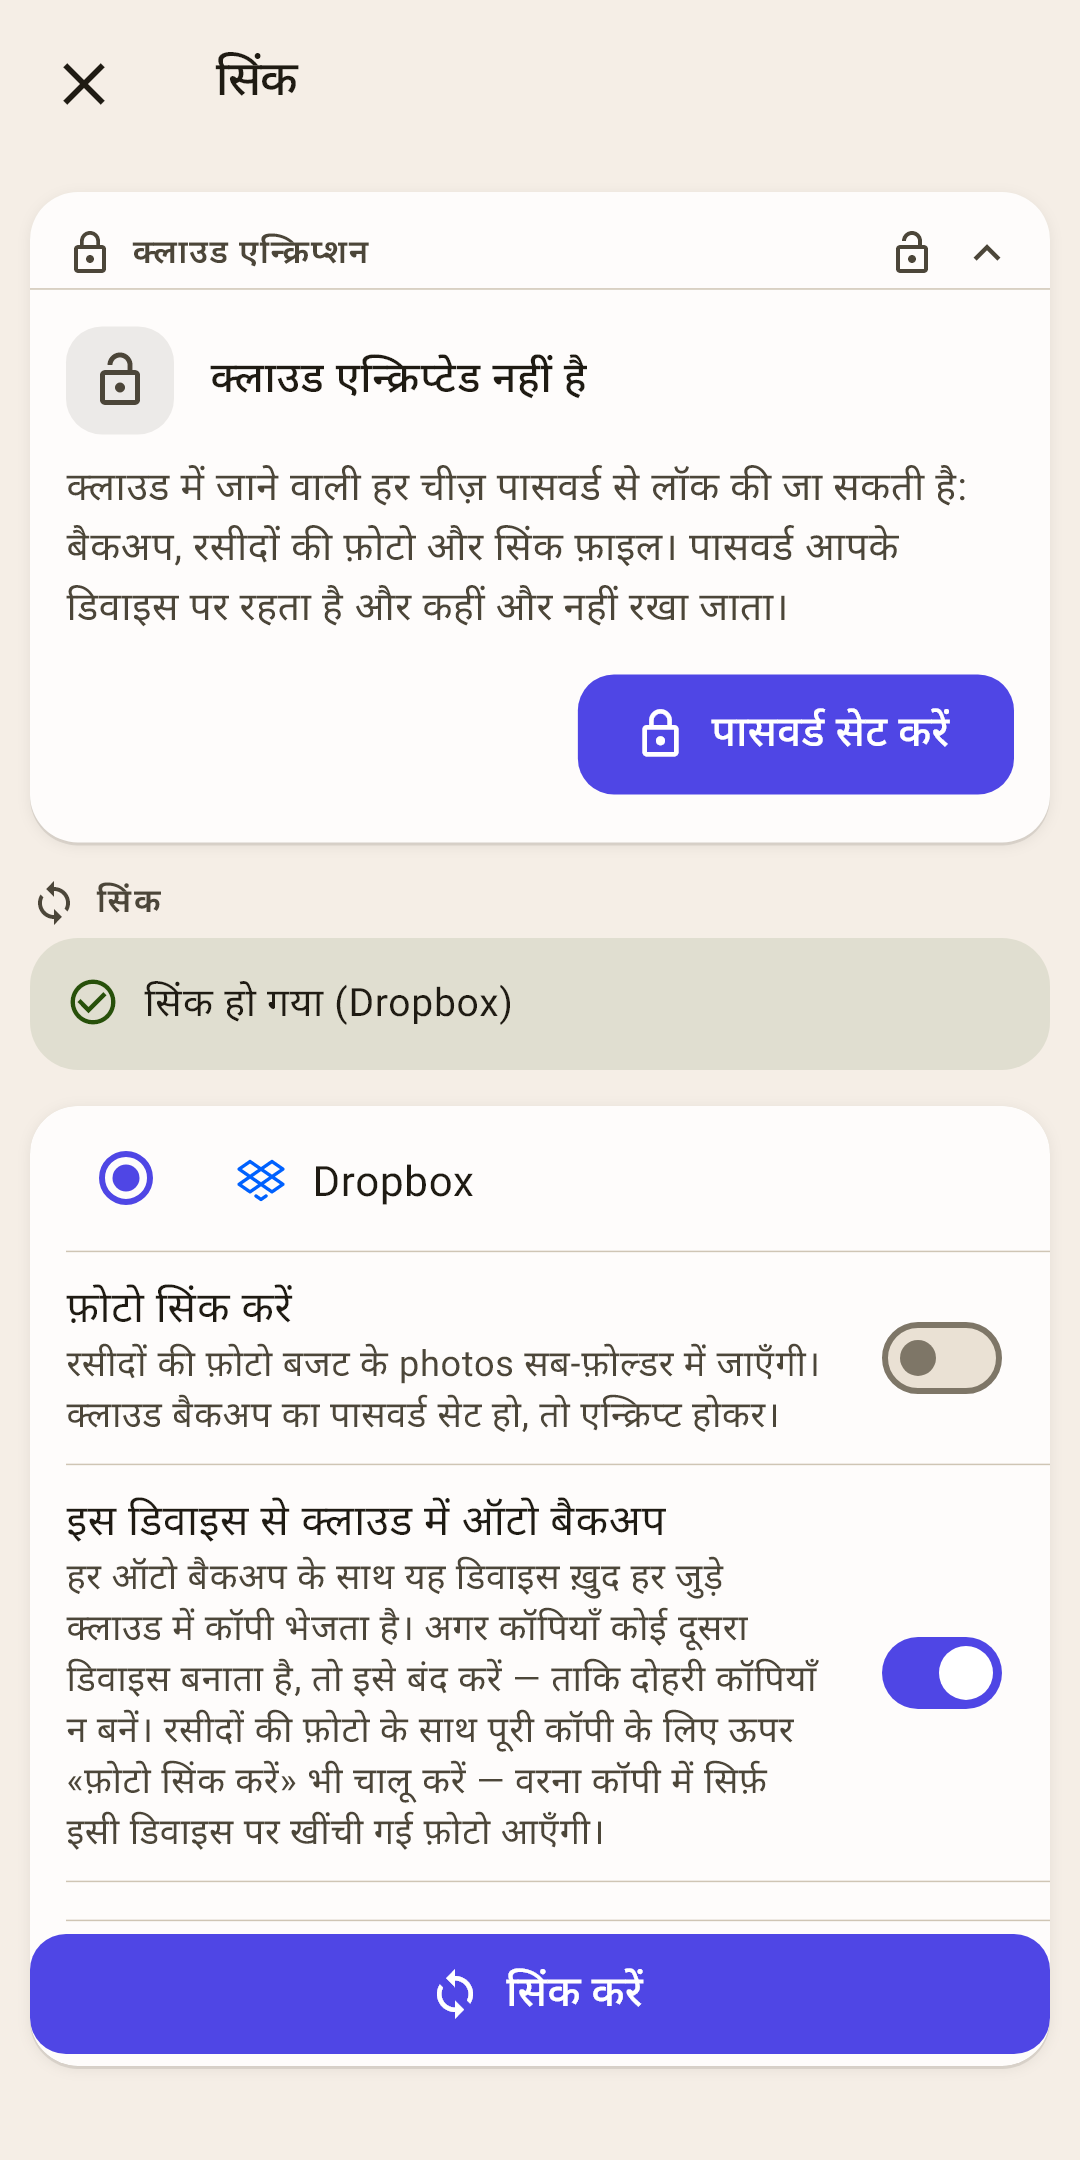 सिंक
क्लाउड एन्क्रिप्शन
क्लाउड एन्क्रिप्टेड नहीं है
क्लाउड में जाने वाली हर चीज़ पासवर्ड से लॉक की जा सकती है:
बैकअप, रसीदों की फ़ोटो और सिंक फ़ाइल। पासवर्ड आपके
डिवाइस पर रहता है और कहीं और नहीं रखा जाता।
पासवर्ड सेट करें
सिंक
सिंक हो गया (Dropbox)
Dropbox
फ़ोटो सिंक करें
रसीदों की फ़ोटो बजट के photos सब-फ़ोल्डर में जाएँगी।
क्लाउड बैकअप का पासवर्ड सेट हो, तो एन्क्रिप्ट होकर।
इस डिवाइस से क्लाउड में ऑटो बैकअप
हर ऑटो बैकअप के साथ यह डिवाइस ख़ुद हर जुड़े
क्लाउड में कॉपी भेजता है। अगर कॉपियाँ कोई दूसरा
डिवाइस बनाता है, तो इसे बंद करें — ताकि दोहरी कॉपियाँ
न बनें। रसीदों की फ़ोटो के साथ पूरी कॉपी के लिए ऊपर
«फ़ोटो सिंक करें» भी चालू करें — वरना कॉपी में सिर्फ़
इसी डिवाइस पर खींची गई फ़ोटो आएँगी।
सिंक करें